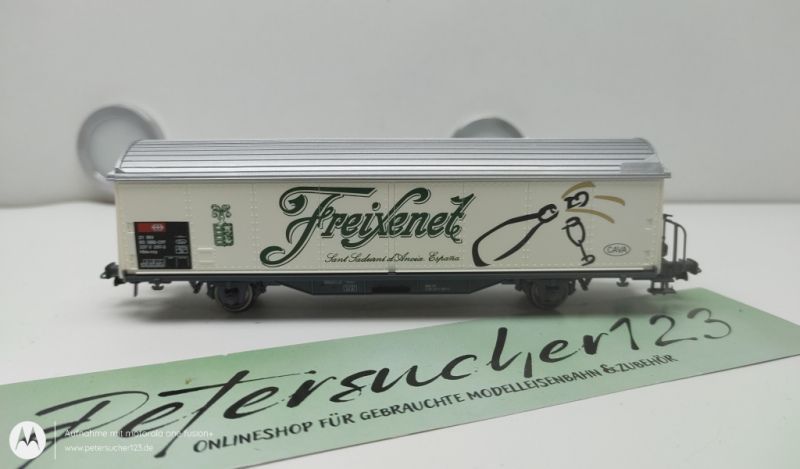 Freixenet
Sant Sadurní d'Anoia España
CAVA
Petersucher123
ONLINESHOP FÜR GEBRAUCHTE MODELLEISENBAHN & ZUBEHÖR
Aufnahme mit motorola one fusion+
www.petersucher123.de